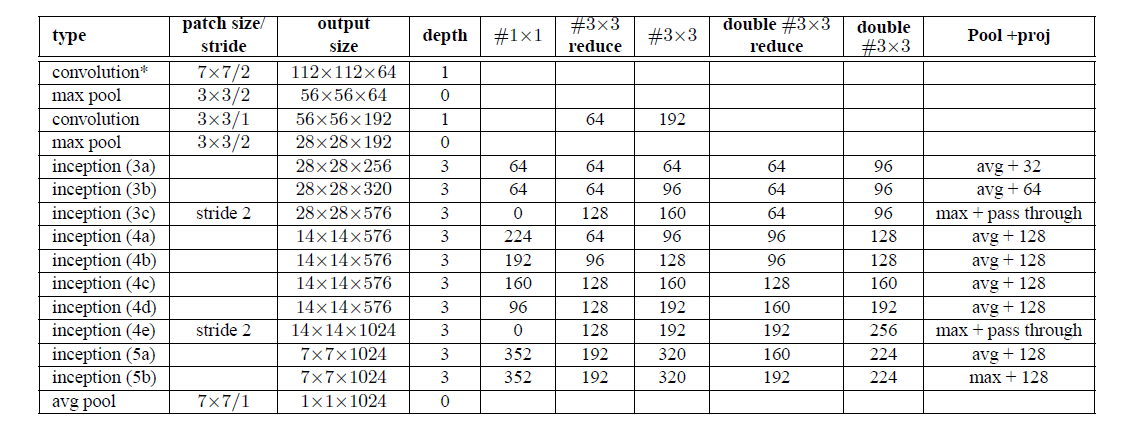 type patch size/ stride output size depth #1×1 #3×3 reduce #3×3 double #3×3 reduce double #3×3 Pool +proj
convolution* 7×7/2 112×112×64 1
max pool 3×3/2 56×56×64 0
convolution 3×3/1 56×56×192 1 64 192
max pool 3×3/2 28×28×192 0
inception (3a) 28×28×256 3 64 64 64 64 96 avg + 32
inception (3b) 28×28×320 3 64 64 96 64 96 avg + 64
inception (3c) stride 2 28×28×576 3 0 128 160 64 96 max + pass through
inception (4a) 14×14×576 3 224 64 96 96 128 avg + 128
inception (4b) 14×14×576 3 192 96 128 96 128 avg + 128
inception (4c) 14×14×576 3 160 128 160 128 160 avg + 128
inception (4d) 14×14×576 3 96 128 192 160 192 avg + 128
inception (4e) stride 2 14×14×1024 3 0 128 192 192 256 max + pass through
inception (5a) 7×7×1024 3 352 192 320 160 224 avg + 128
inception (5b) 7×7×1024 3 352 192 320 192 224 max + 128
avg pool 7×7/1 1×1×1024 0